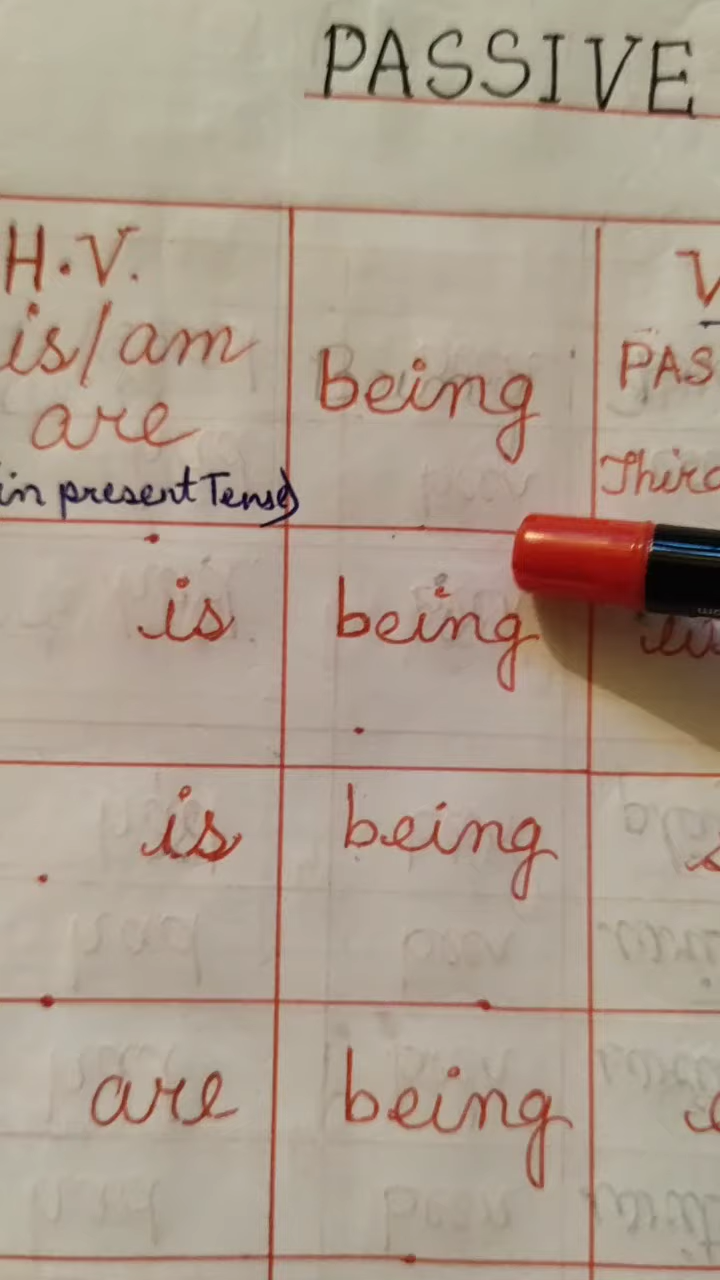 PASSIVE
H.V.
is/am
are
(in present Tense)
being
PAS
Third
is being
is being
are being